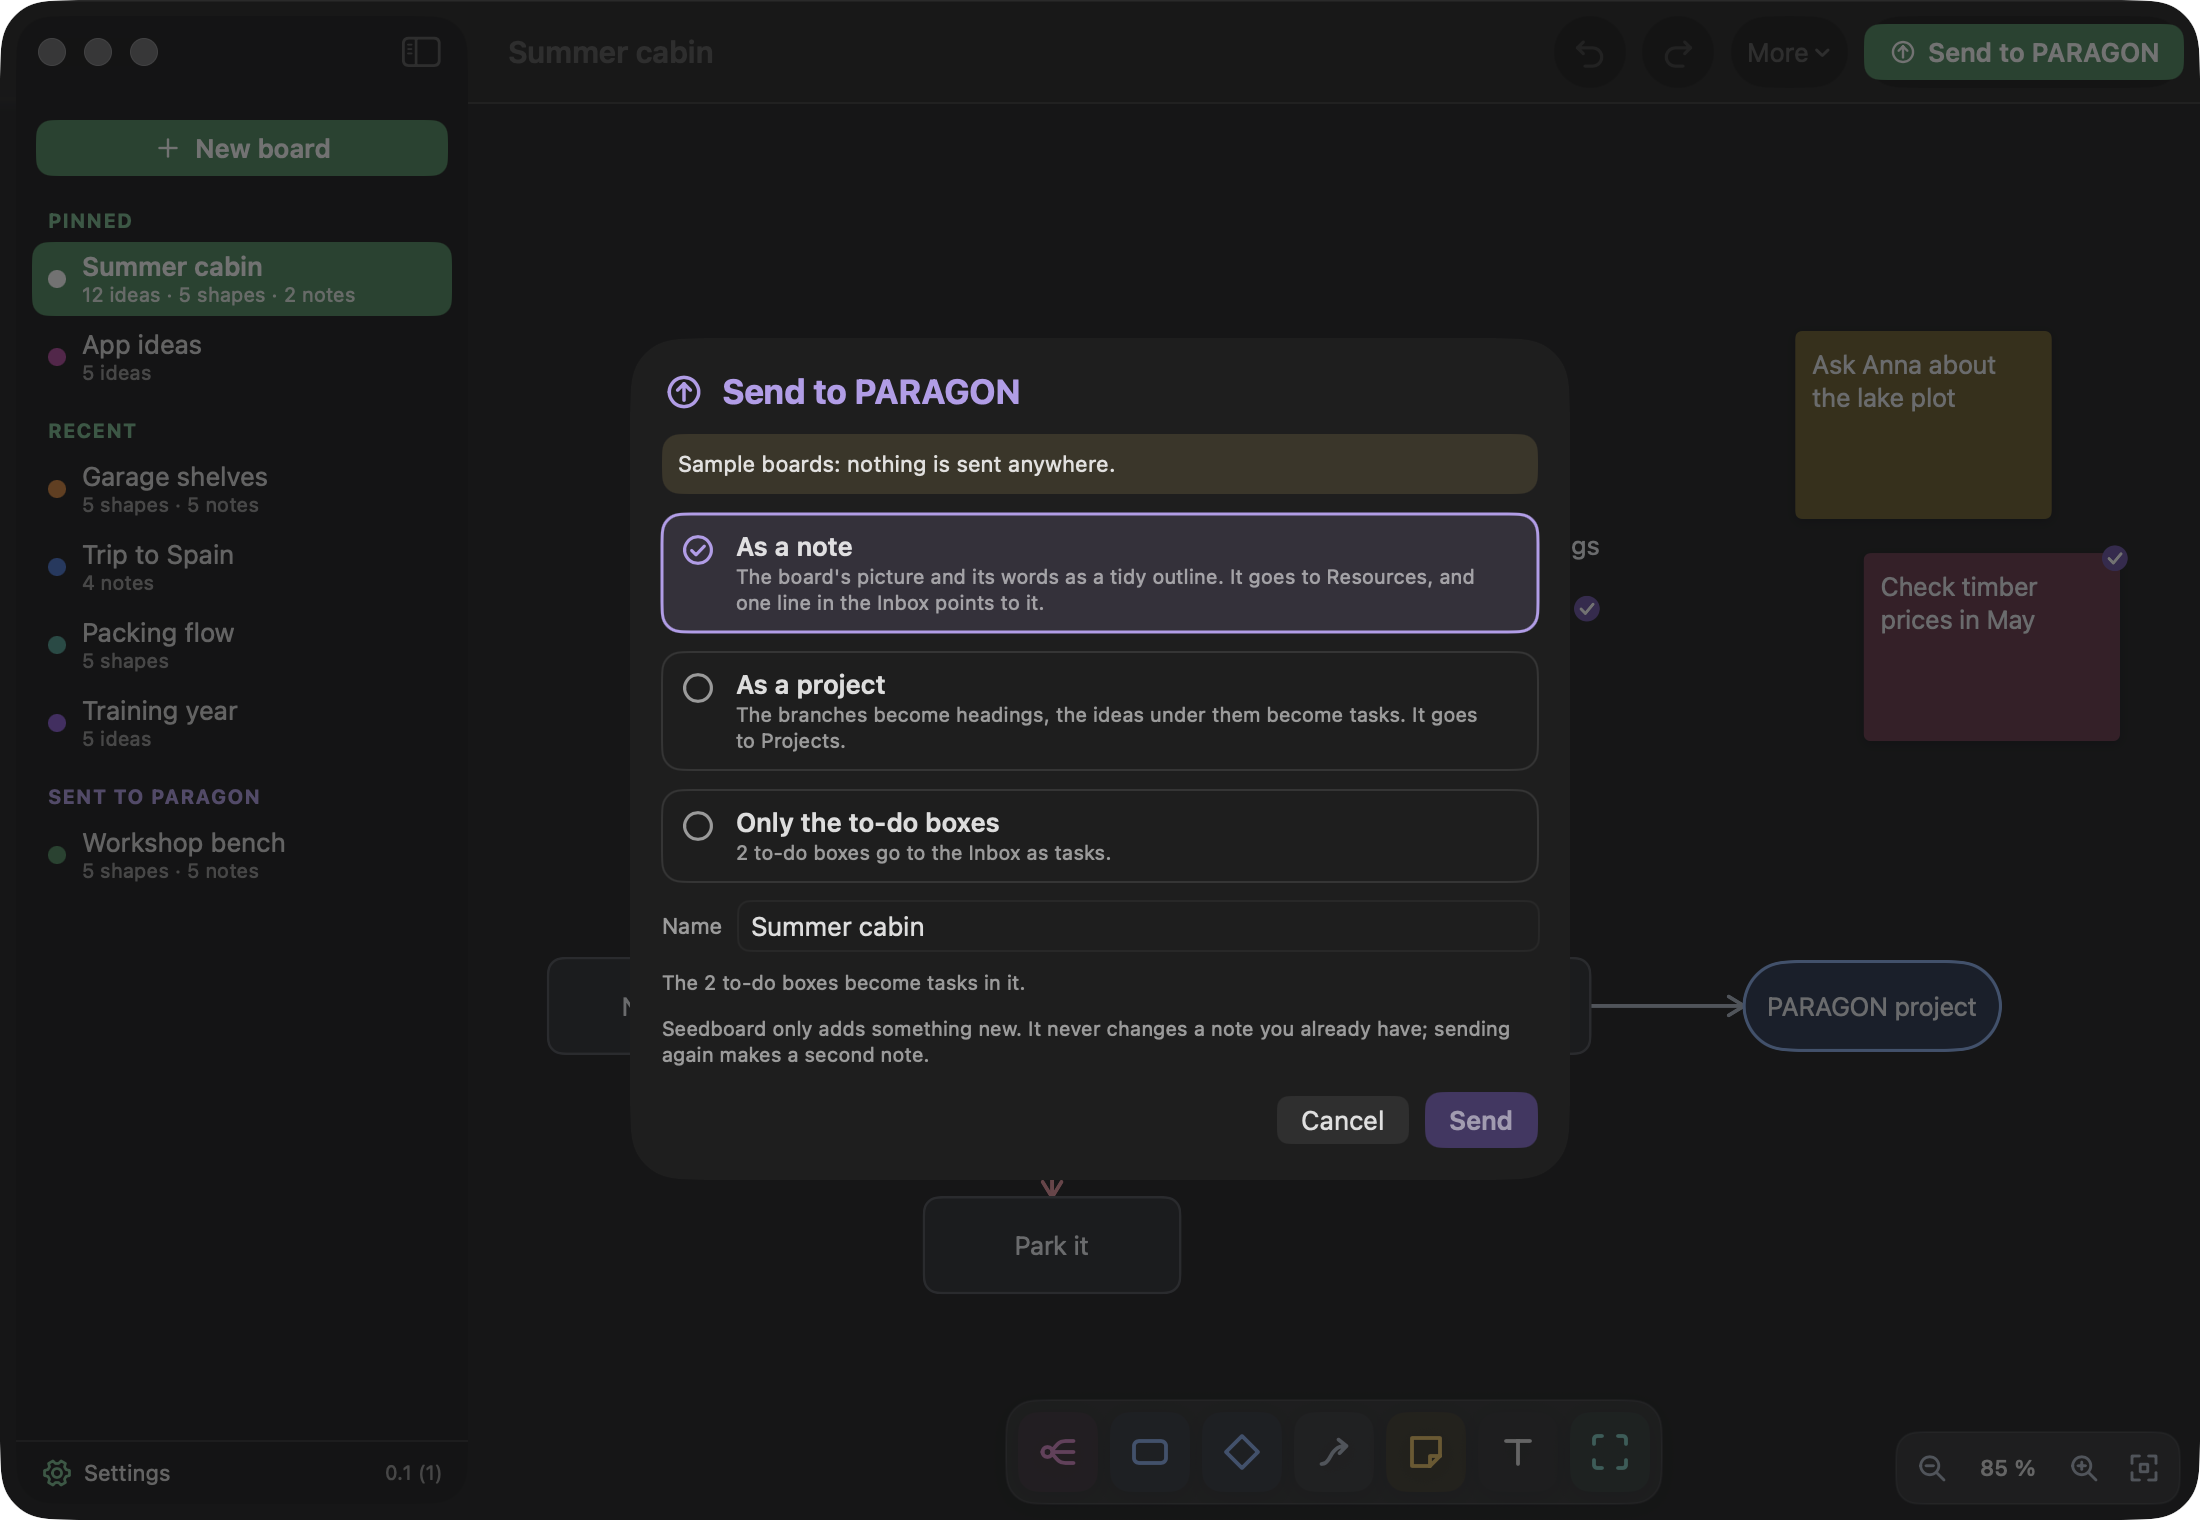 Summer cabin
More
Send to PARAGON
New board
PINNED
Summer cabin
12 ideas · 5 shapes · 2 notes
App ideas
5 ideas
RECENT
Garage shelves
5 shapes · 5 notes
Trip to Spain
4 notes
Packing flow
5 shapes
Training year
5 ideas
SENT TO PARAGON
Workshop bench
5 shapes · 5 notes
Settings
0.1 (1)
Send to PARAGON
Sample boards: nothing is sent anywhere.
As a note
The board's picture and its words as a tidy outline. It goes to Resources, and
one line in the Inbox points to it.
As a project
The branches become headings, the ideas under them become tasks. It goes
to Projects.
Only the to-do boxes
2 to-do boxes go to the Inbox as tasks.
Name
Summer cabin
The 2 to-do boxes become tasks in it.
Seedboard only adds something new. It never changes a note you already have; sending
again makes a second note.
Cancel
Send
Ask Anna about
the lake plot
gs
Check timber
prices in May
PARAGON project
Park it
T
85 %